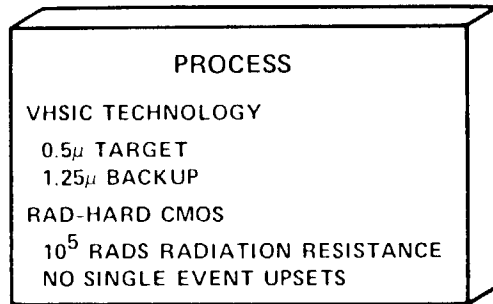 PROCESS
VHSIC TECHNOLOGY
0.5μ TARGET
1.25μ BACKUP
RAD-HARD CMOS
10⁵ RADS RADIATION RESISTANCE
NO SINGLE EVENT UPSETS